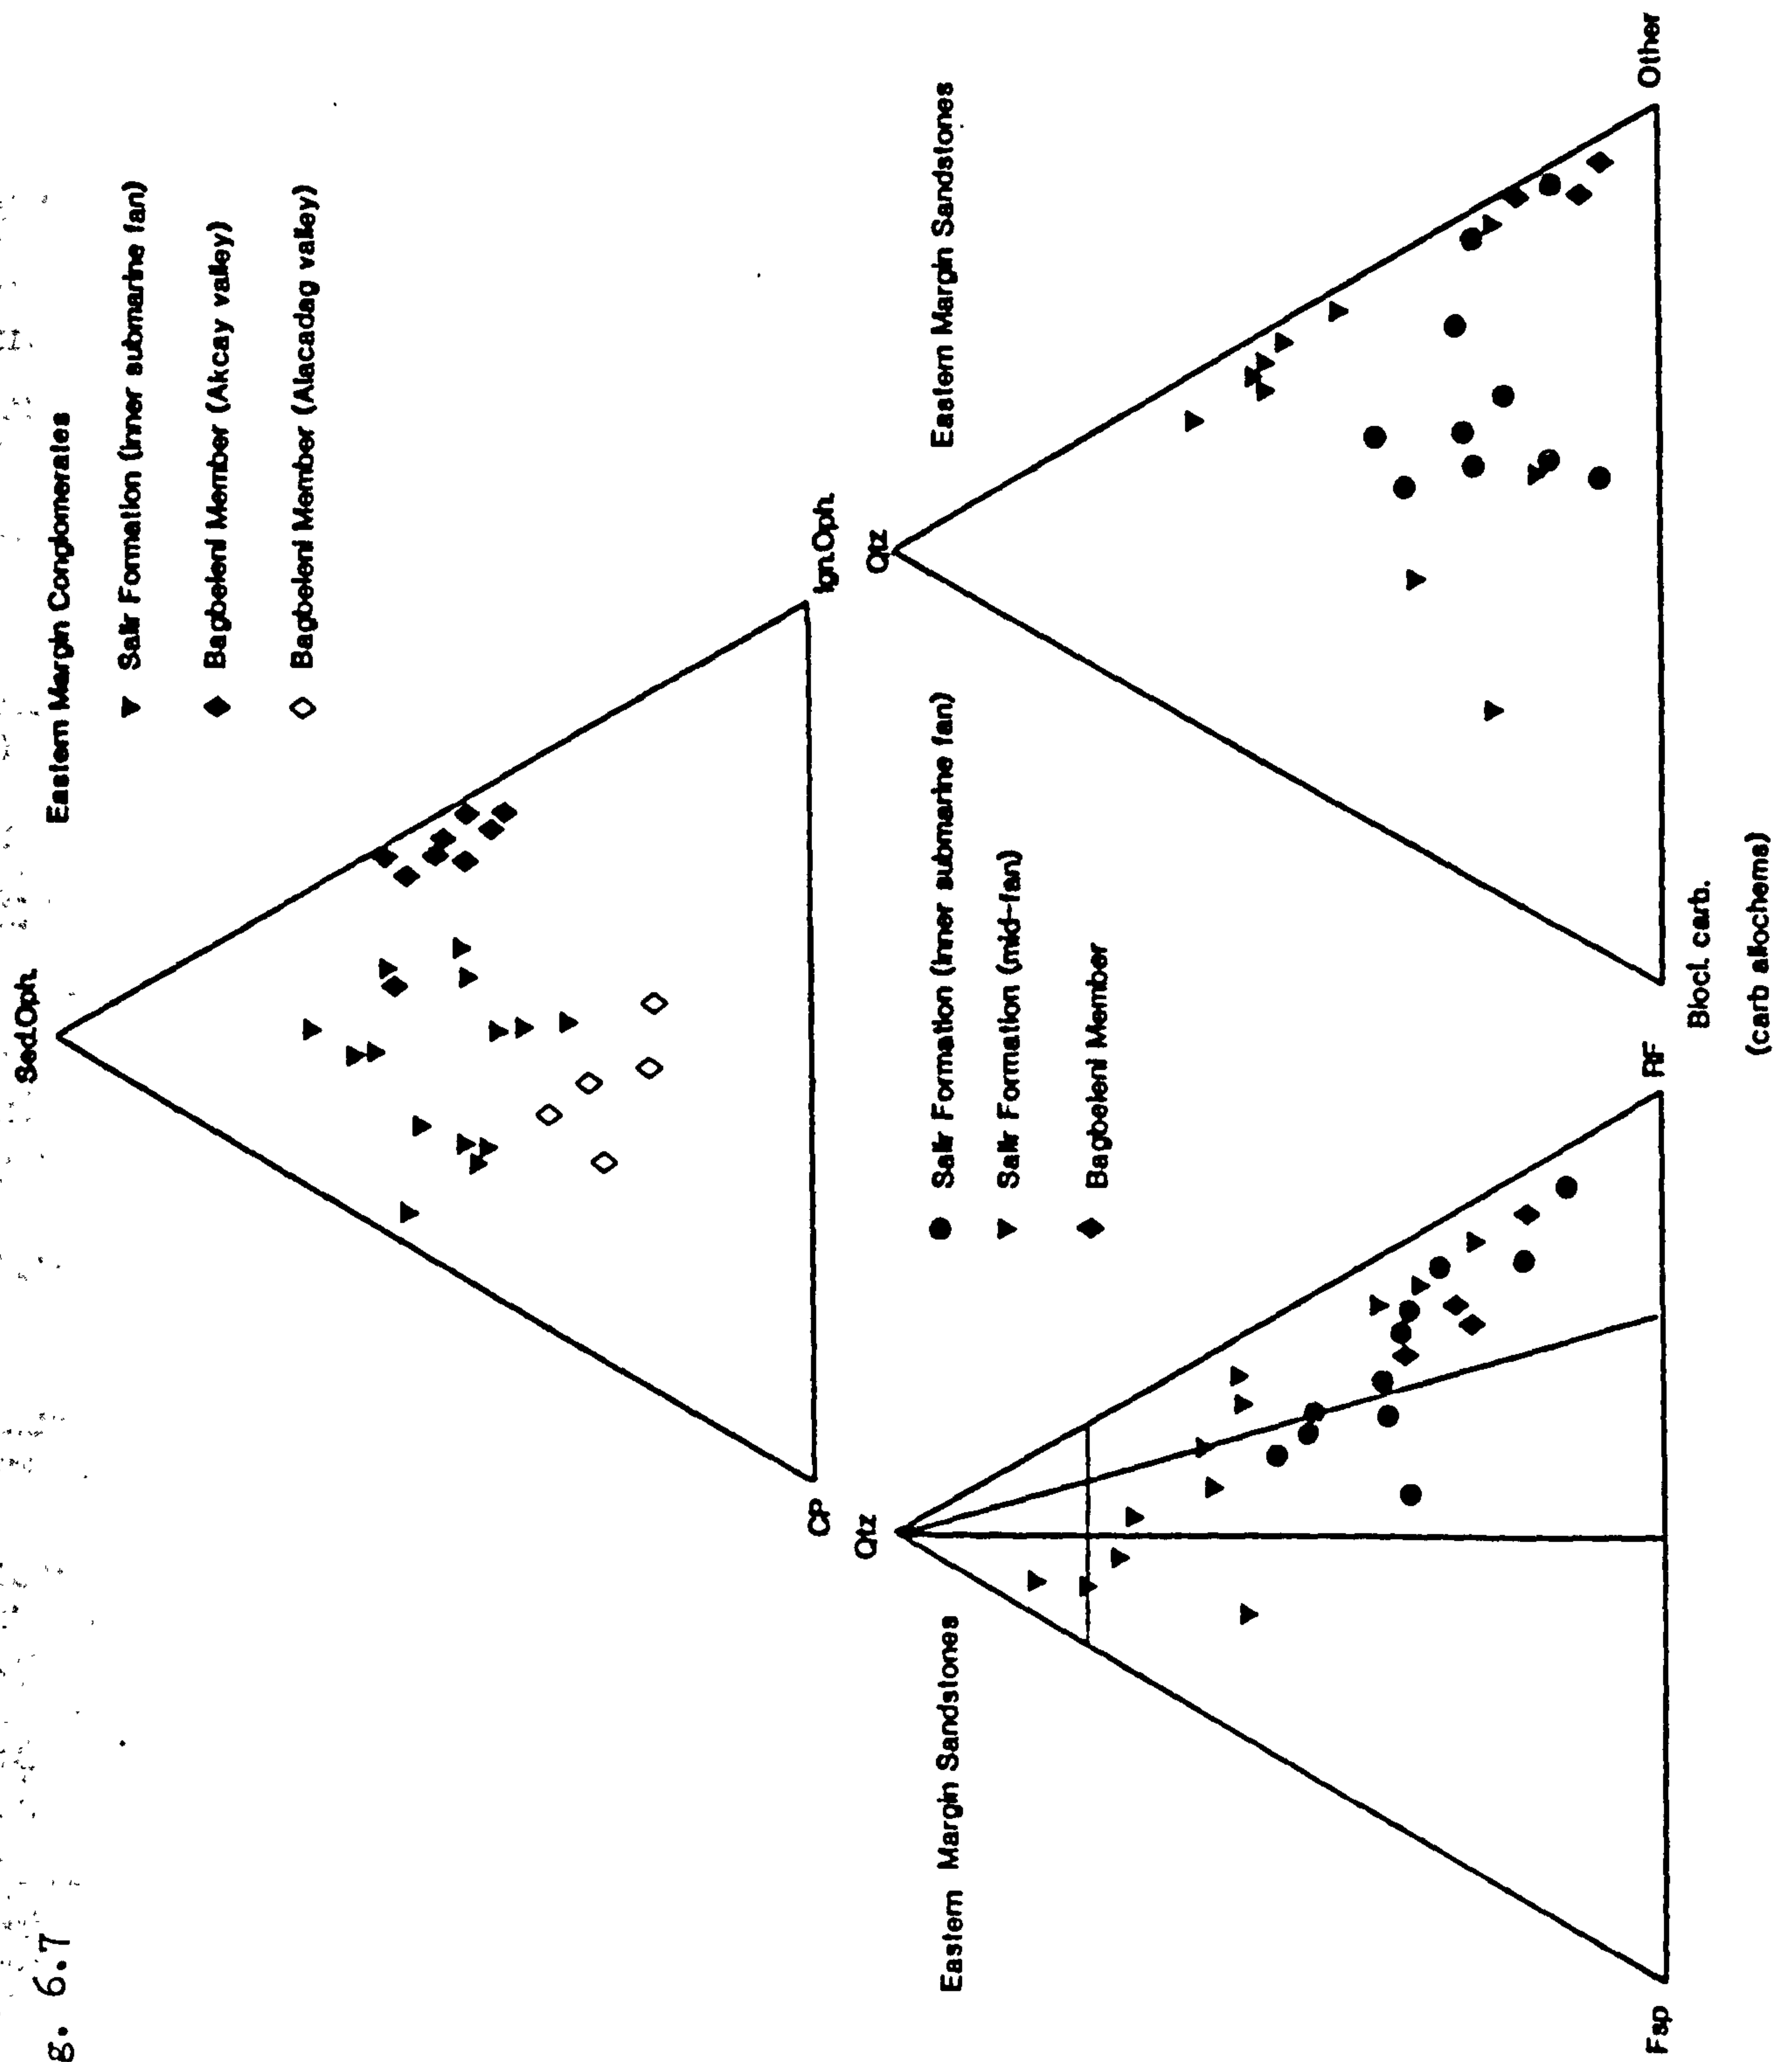 g. 6.7
Eastern Margin Conglomerates
Salir Formation (inner submarine fan)
Bagbeleni Member (Akcay valley)
Bagbeleni Member (Alacadag valley)
Sed.Oph.
CP
Ign.Oph.
Eastern Margin Sandstones
Qtz
Fsp
RF
Salir Formation (inner submarine fan)
Salir Formation (mid-fan)
Bagbeleni Member
Eastern Margin Sandstones
Qtz
Biocl. carb.
(carb allochems)
Other